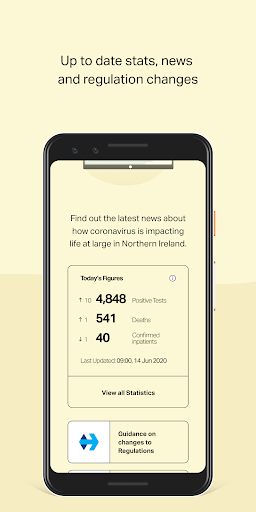 Up to date stats, news
and regulation changes
Find out the latest news about
how coronavirus is impacting
life at large in Northern Ireland.
Today's Figures
↑ 10 4,848 Positive Tests
↑ 1 541 Deaths
↓ 1 40 Confirmed
inpatients
Last Updated: 09:00, 14 Jun 2020
View all Statistics
Guidance on
changes to
Regulations